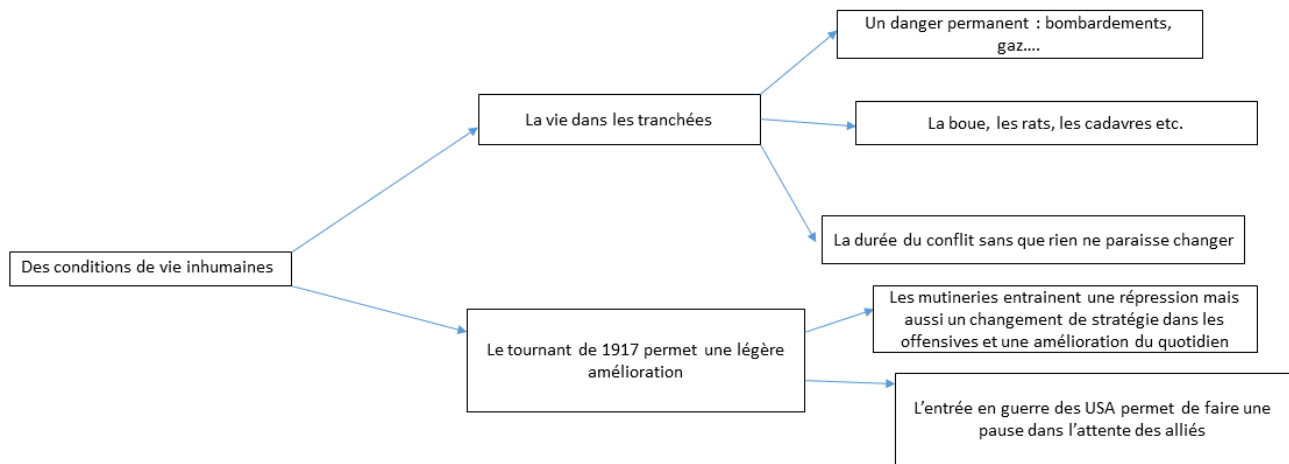 Un danger permanent : bombardements,
gaz….
La vie dans les tranchées
La boue, les rats, les cadavres etc.
La durée du conflit sans que rien ne paraisse changer
Des conditions de vie inhumaines
Les mutineries entrainent une répression mais
aussi un changement de stratégie dans les
offensives et une amélioration du quotidien
Le tournant de 1917 permet une légère
amélioration
L’entrée en guerre des USA permet de faire une
pause dans l’attente des alliés